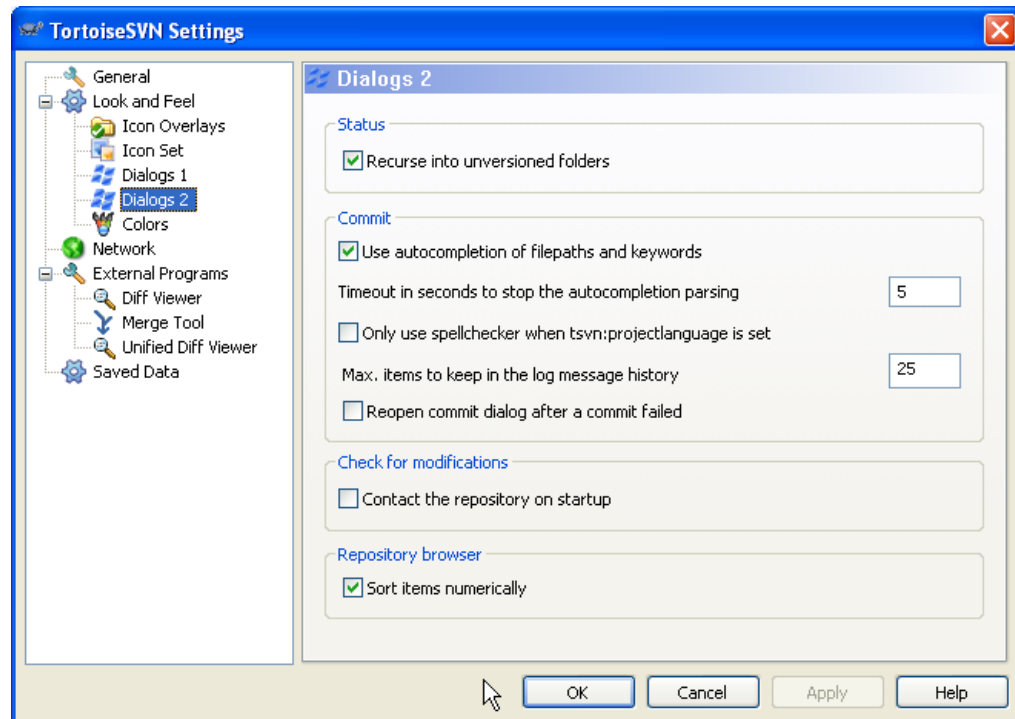 TortoiseSVN Settings
General
Look and Feel
Icon Overlays
Icon Set
Dialogs 1
Dialogs 2
Colors
Network
External Programs
Diff Viewer
Merge Tool
Unified Diff Viewer
Saved Data
Dialogs 2
Status
Recurse into unversioned folders
Commit
Use autocompletion of filepaths and keywords
Timeout in seconds to stop the autocompletion parsing 5
Only use spellchecker when tsvn:projectlanguage is set
Max. items to keep in the log message history 25
Reopen commit dialog after a commit failed
Check for modifications
Contact the repository on startup
Repository browser
Sort items numerically
OK Cancel Apply Help